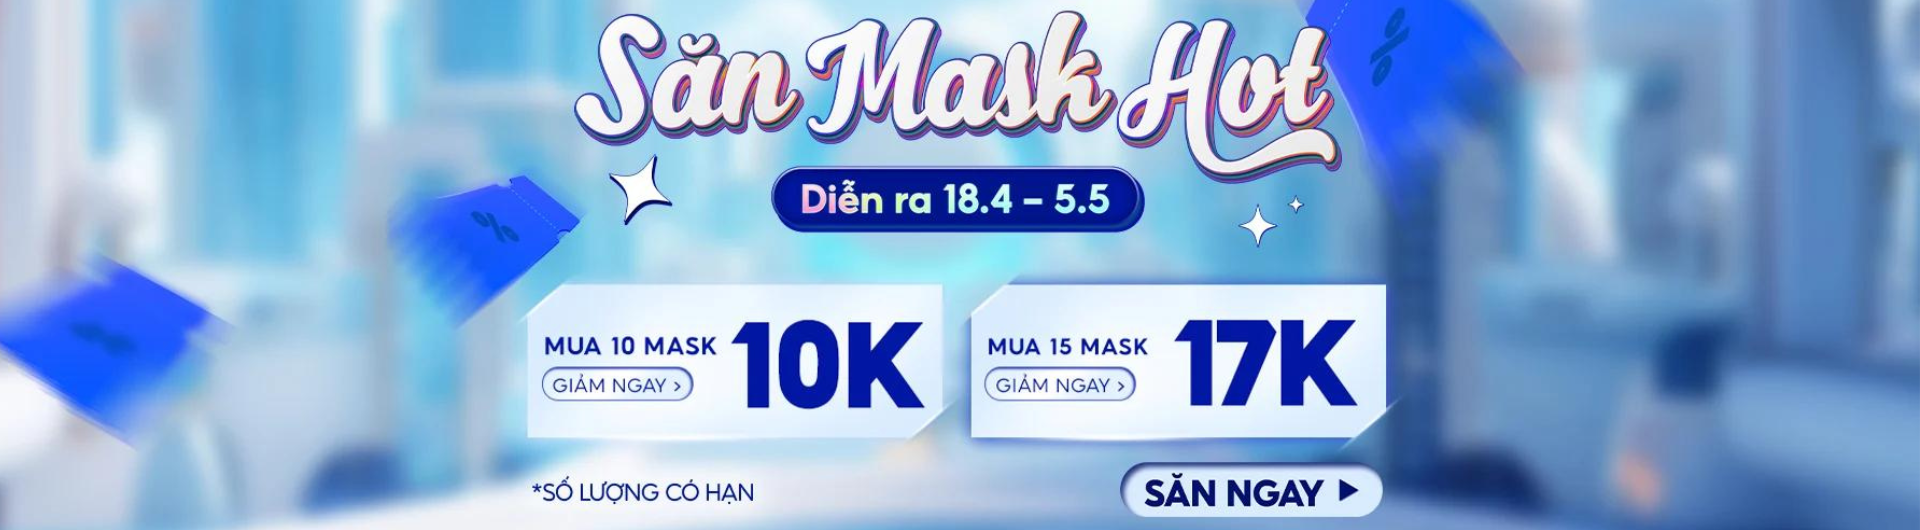 Săn Mask Hot
Diễn ra 18.4 – 5.5
MUA 10 MASK
GIẢM NGAY >
10K
MUA 15 MASK
GIẢM NGAY >
17K
*SỐ LƯỢNG CÓ HẠN
SĂN NGAY ▶
%
%